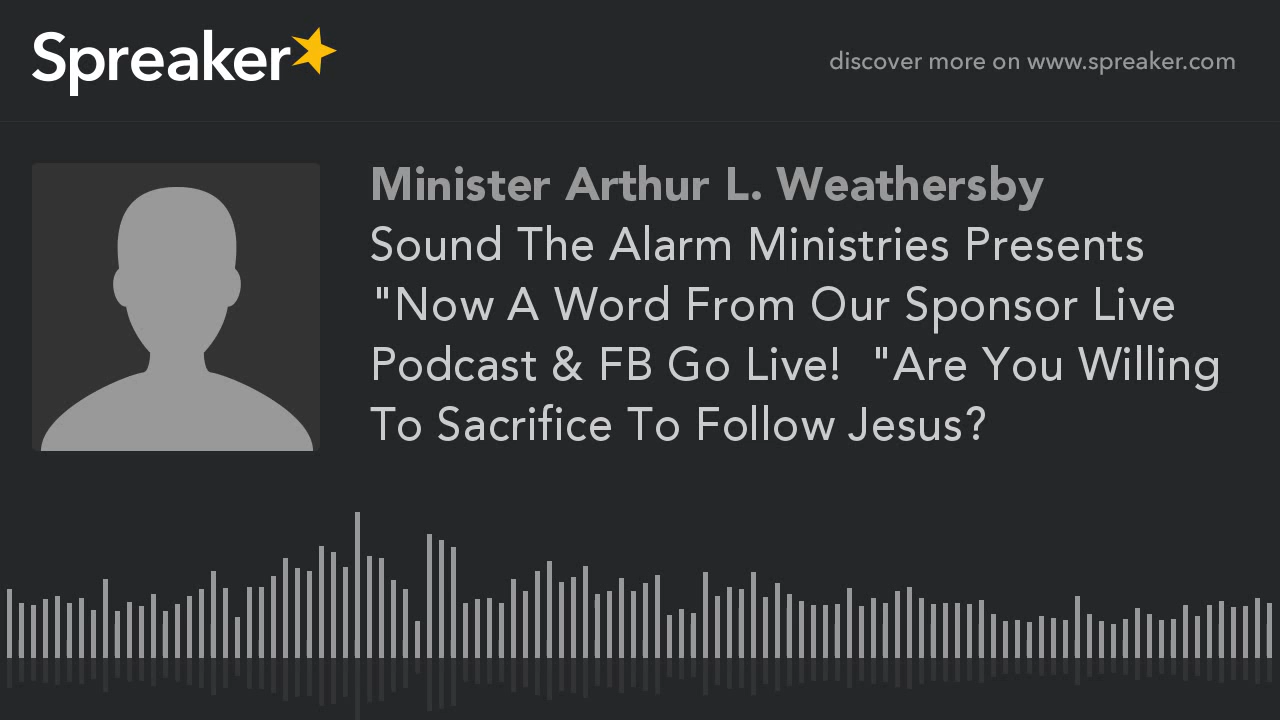 Spreaker
discover more on www.spreaker.com
Minister Arthur L. Weathersby
Sound The Alarm Ministries Presents
"Now A Word From Our Sponsor Live
Podcast & FB Go Live!  "Are You Willing
To Sacrifice To Follow Jesus?